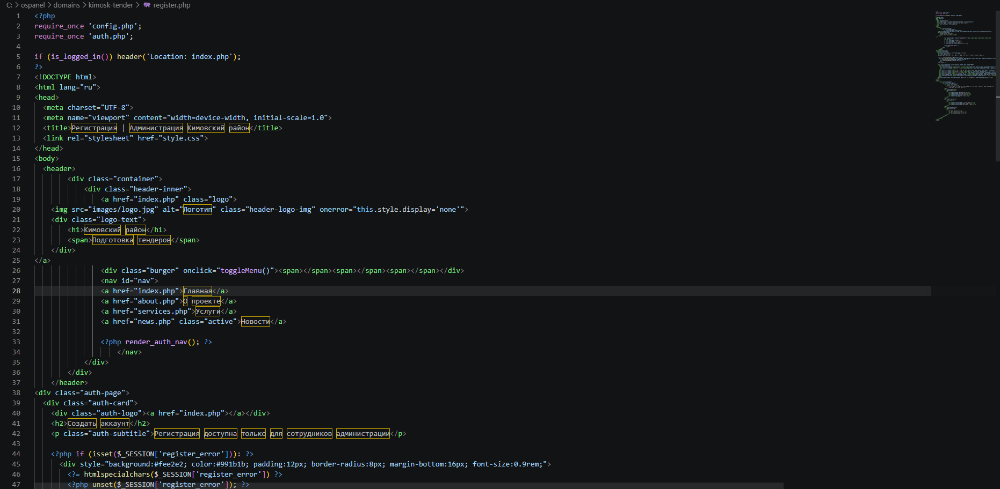 C: > ospanel > domains > kimosk-tender > register.php
1 <?php
2 require_once 'config.php';
3 require_once 'auth.php';
4
5 if (is_logged_in()) header('Location: index.php');
6 ?>
7 <!DOCTYPE html>
8 <html lang="ru">
9 <head>
10 <meta charset="UTF-8">
11 <meta name="viewport" content="width=device-width, initial-scale=1.0">
12 <title>Регистрация | Администрация Кимовский район</title>
13 <link rel="stylesheet" href="style.css">
14 </head>
15 <body>
16 <header>
17 <div class="container">
18 <div class="header-inner">
19 <a href="index.php" class="logo">
20 <img src="images/logo.jpg" alt="Логотип" class="header-logo-img" onerror="this.style.display='none'">
21 <div class="logo-text">
22 <h1>Кимовский район</h1>
23 <span>Подготовка тендеров</span>
24 </div>
25 </a>
26 <div class="burger" onclick="toggleMenu()"><span></span><span></span><span></span></div>
27 <nav id="nav">
28 <a href="index.php">Главная</a>
29 <a href="about.php">О проекте</a>
30 <a href="services.php">Услуги</a>
31 <a href="news.php" class="active">Новости</a>
32
33 <?php render_auth_nav(); ?>
34 </nav>
35 </div>
36 </div>
37 </header>
38 <div class="auth-page">
39 <div class="auth-card">
40 <div class="auth-logo"><a href="index.php"></a></div>
41 <h2>Создать аккаунт</h2>
42 <p class="auth-subtitle">Регистрация доступна только для сотрудников администрации</p>
43
44 <?php if (isset($_SESSION['register_error'])): ?>
45 <div style="background:#fee2e2; color:#991b1b; padding:12px; border-radius:8px; margin-bottom:16px; font-size:0.9rem;">
46 <?= htmlspecialchars($_SESSION['register_error']) ?>
47 <?php unset($_SESSION['register_error']); ?>